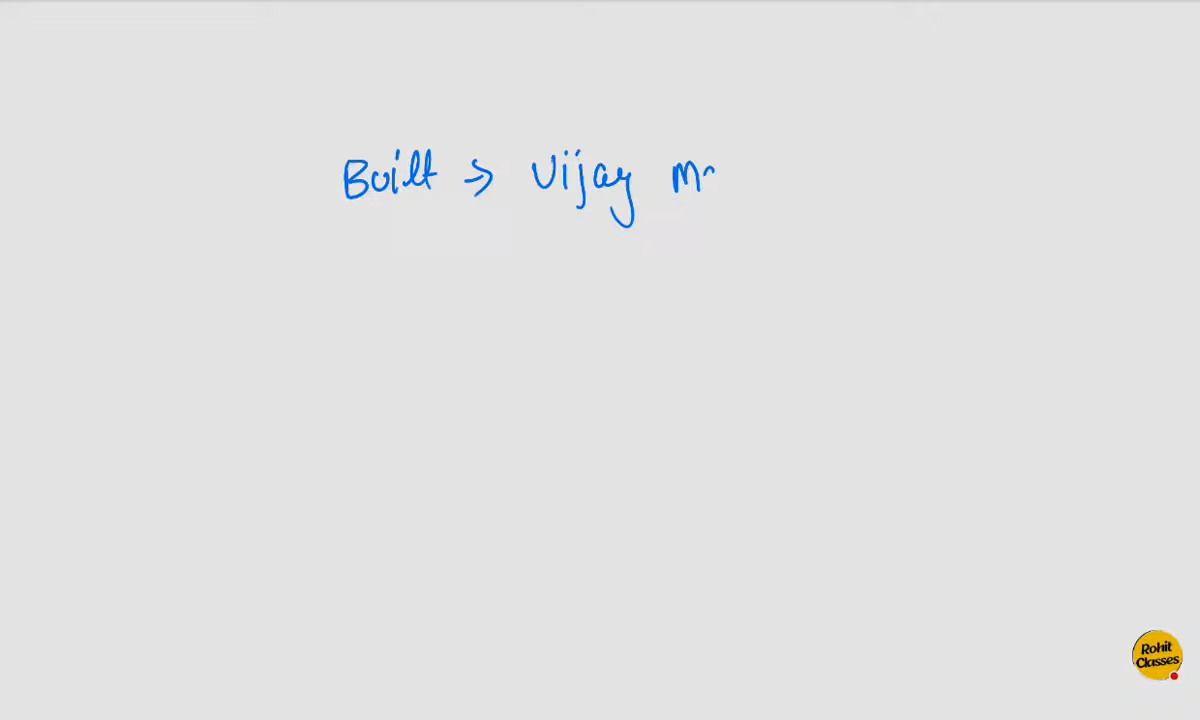 Built → Vijay m
Rohit
Classes